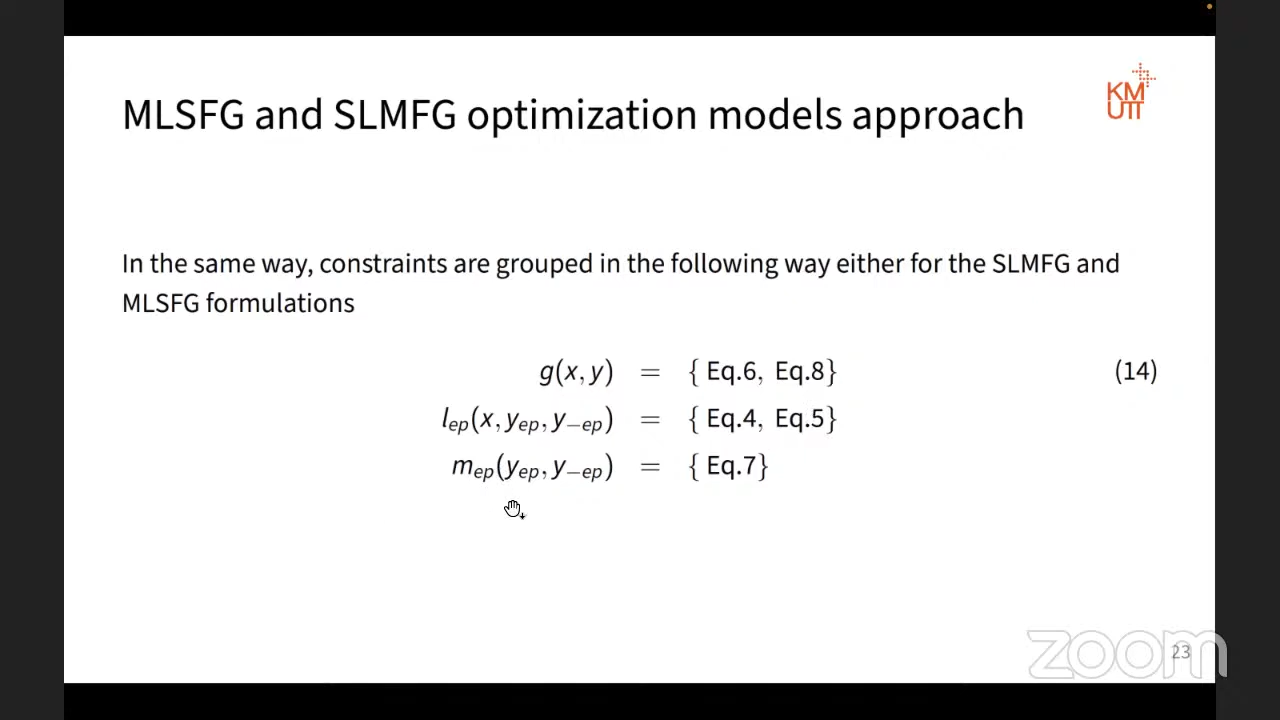 MLSFG and SLMFG optimization models approach
KM
UTT
In the same way, constraints are grouped in the following way either for the SLMFG and
MLSFG formulations
g(x, y) = { Eq.6, Eq.8} (14)
l_ep(x, y_ep, y_−ep) = { Eq.4, Eq.5}
m_ep(y_ep, y_−ep) = { Eq.7}
zoom
23